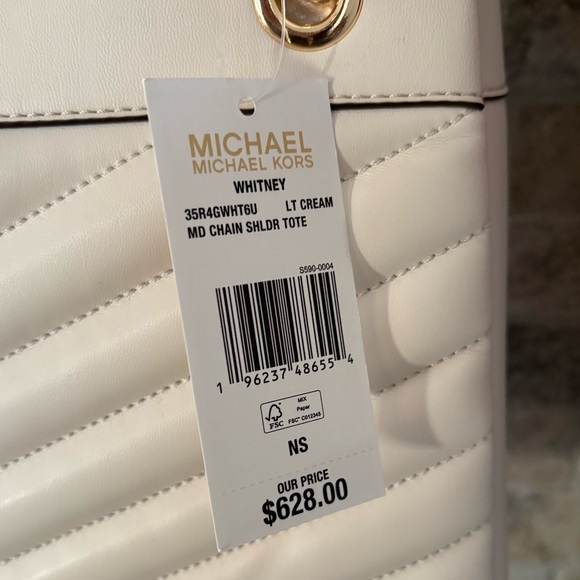 MICHAEL
MICHAEL KORS
WHITNEY
35R4GWHT6U LT CREAM
MD CHAIN SHLDR TOTE
S590-0004
1 96237 48655 4
FSC
MIX
Paper
FSC® C012345
NS
OUR PRICE
$628.00